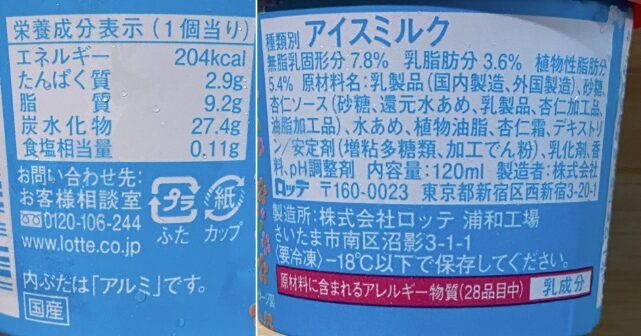 栄養成分表示(1個当り)
エネルギー 204kcal
たんぱく質 2.9g
脂質 9.2g
炭水化物 27.4g
食塩相当量 0.11g
お問い合わせ先:
お客様相談室
0120-106-244
www.lotte.co.jp
プラ
ふた
紙
カップ
内ぶたは「アルミ」です。
国産
種類別 アイスミルク
無脂乳固形分 7.8% 乳脂肪分 3.6% 植物性脂肪分
5.4% 原材料名:乳製品(国内製造、外国製造)、砂糖、
杏仁ソース(砂糖、還元水あめ、乳製品、杏仁加工品、
油脂加工品)、水あめ、植物油脂、杏仁霜、デキストリ
ン/安定剤(増粘多糖類、加工でん粉)、乳化剤、香
料、pH調整剤 内容量:120ml 製造者:株式会社
ロッテ 〒160-0023 東京都新宿区西新宿3-20-1
製造所:株式会社ロッテ 浦和工場
さいたま市南区沼影3-1-1
(要冷凍)-18℃以下で保存してください。
原材料に含まれるアレルギー物質(28品目中) 乳成分